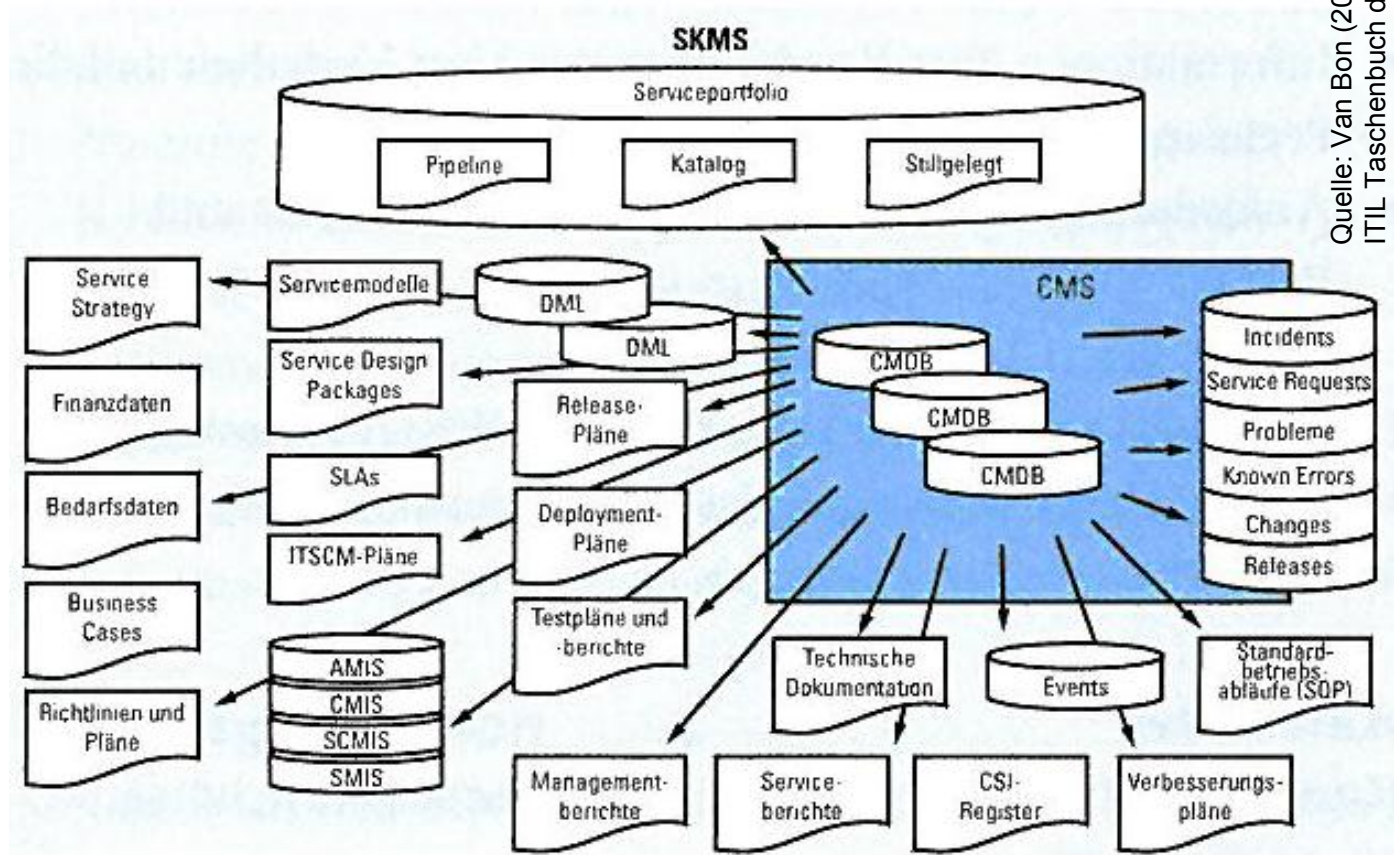 SKMS
Serviceportfolio
Pipeline
Katalog
Stillgelegt
Service
Strategy
Finanzdaten
Bedarfsdaten
Business
Cases
Richtlinien und
Pläne
Servicemodelle
Service Design
Packages
SLAs
ITSCM-Pläne
AMIS
CMIS
SCMIS
SMIS
DML
DML
Release-
Pläne
Deployment-
Pläne
Testpläne und
-berichte
CMS
CMDB
CMDB
CMDB
Incidents
Service Requests
Probleme
Known Errors
Changes
Releases
Technische
Dokumentation
Events
Standard-
betriebs-
abläufe (SOP)
Management-
berichte
Service-
berichte
CSI-
Register
Verbesserungs-
pläne
Quelle: Van Bon
ITIL Taschenbuch